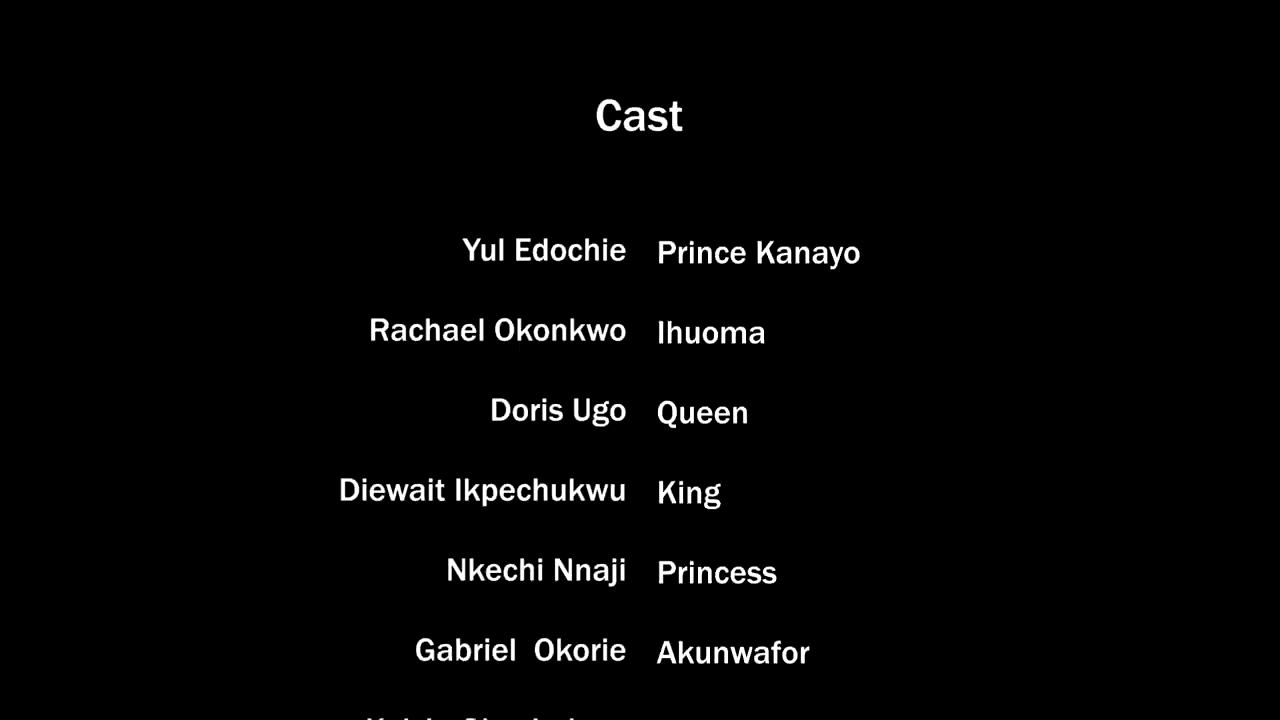 Cast
Yul Edochie Prince Kanayo
Rachael Okonkwo Ihuoma
Doris Ugo Queen
Diewait Ikpechukwu King
Nkechi Nnaji Princess
Gabriel  Okorie Akunwafor